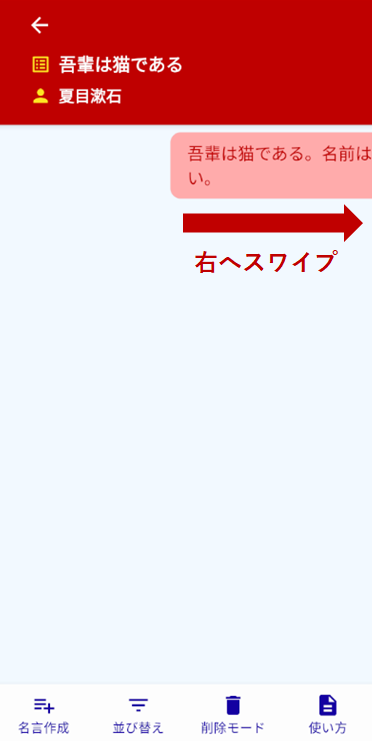 吾輩は猫である
夏目漱石
吾輩は猫である。名前は
い。
右へスワイプ
名言作成
並び替え
削除モード
使い方